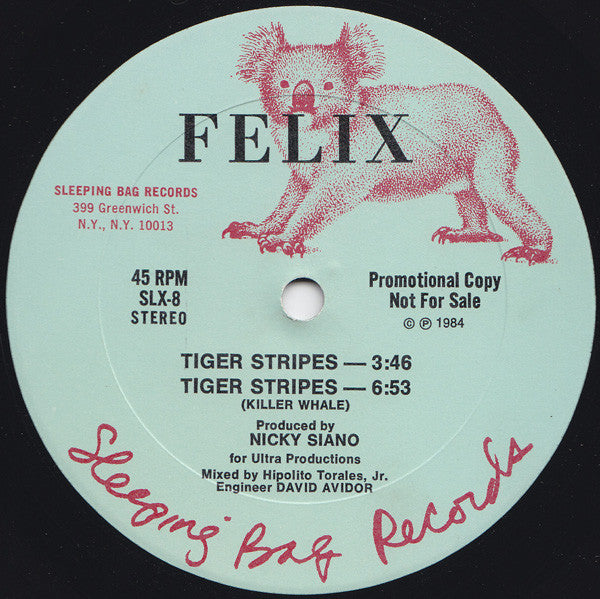 FELIX
SLEEPING BAG RECORDS
399 Greenwich St.
N.Y., N.Y. 10013
45 RPM
SLX-8
STEREO
Promotional Copy
Not For Sale
© ℗ 1984
TIGER STRIPES — 3:46
TIGER STRIPES — 6:53
(KILLER WHALE)
Produced by
NICKY SIANO
for Ultra Productions
Mixed by Hipolito Torales, Jr.
Engineer DAVID AVIDOR
Sleeping Bag Records